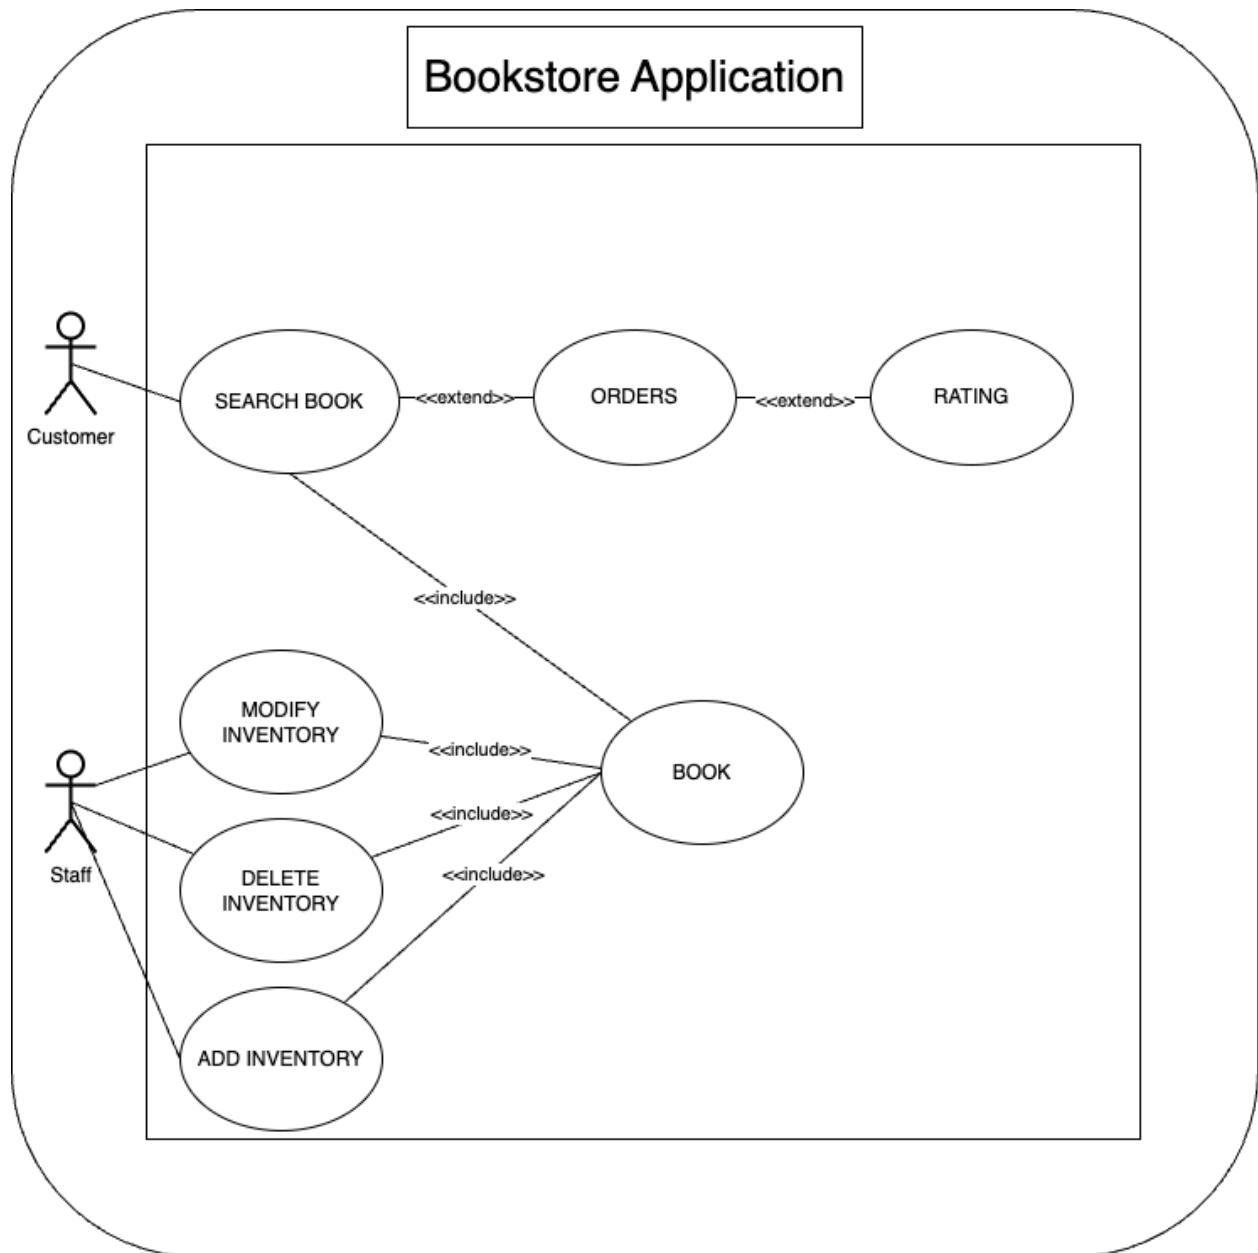 Bookstore Application
SEARCH BOOK
<<extend>>
ORDERS
<<extend>>
RATING
Customer
<<include>>
MODIFY
INVENTORY
<<include>>
BOOK
<<include>>
Staff
DELETE
INVENTORY
<<include>>
ADD INVENTORY